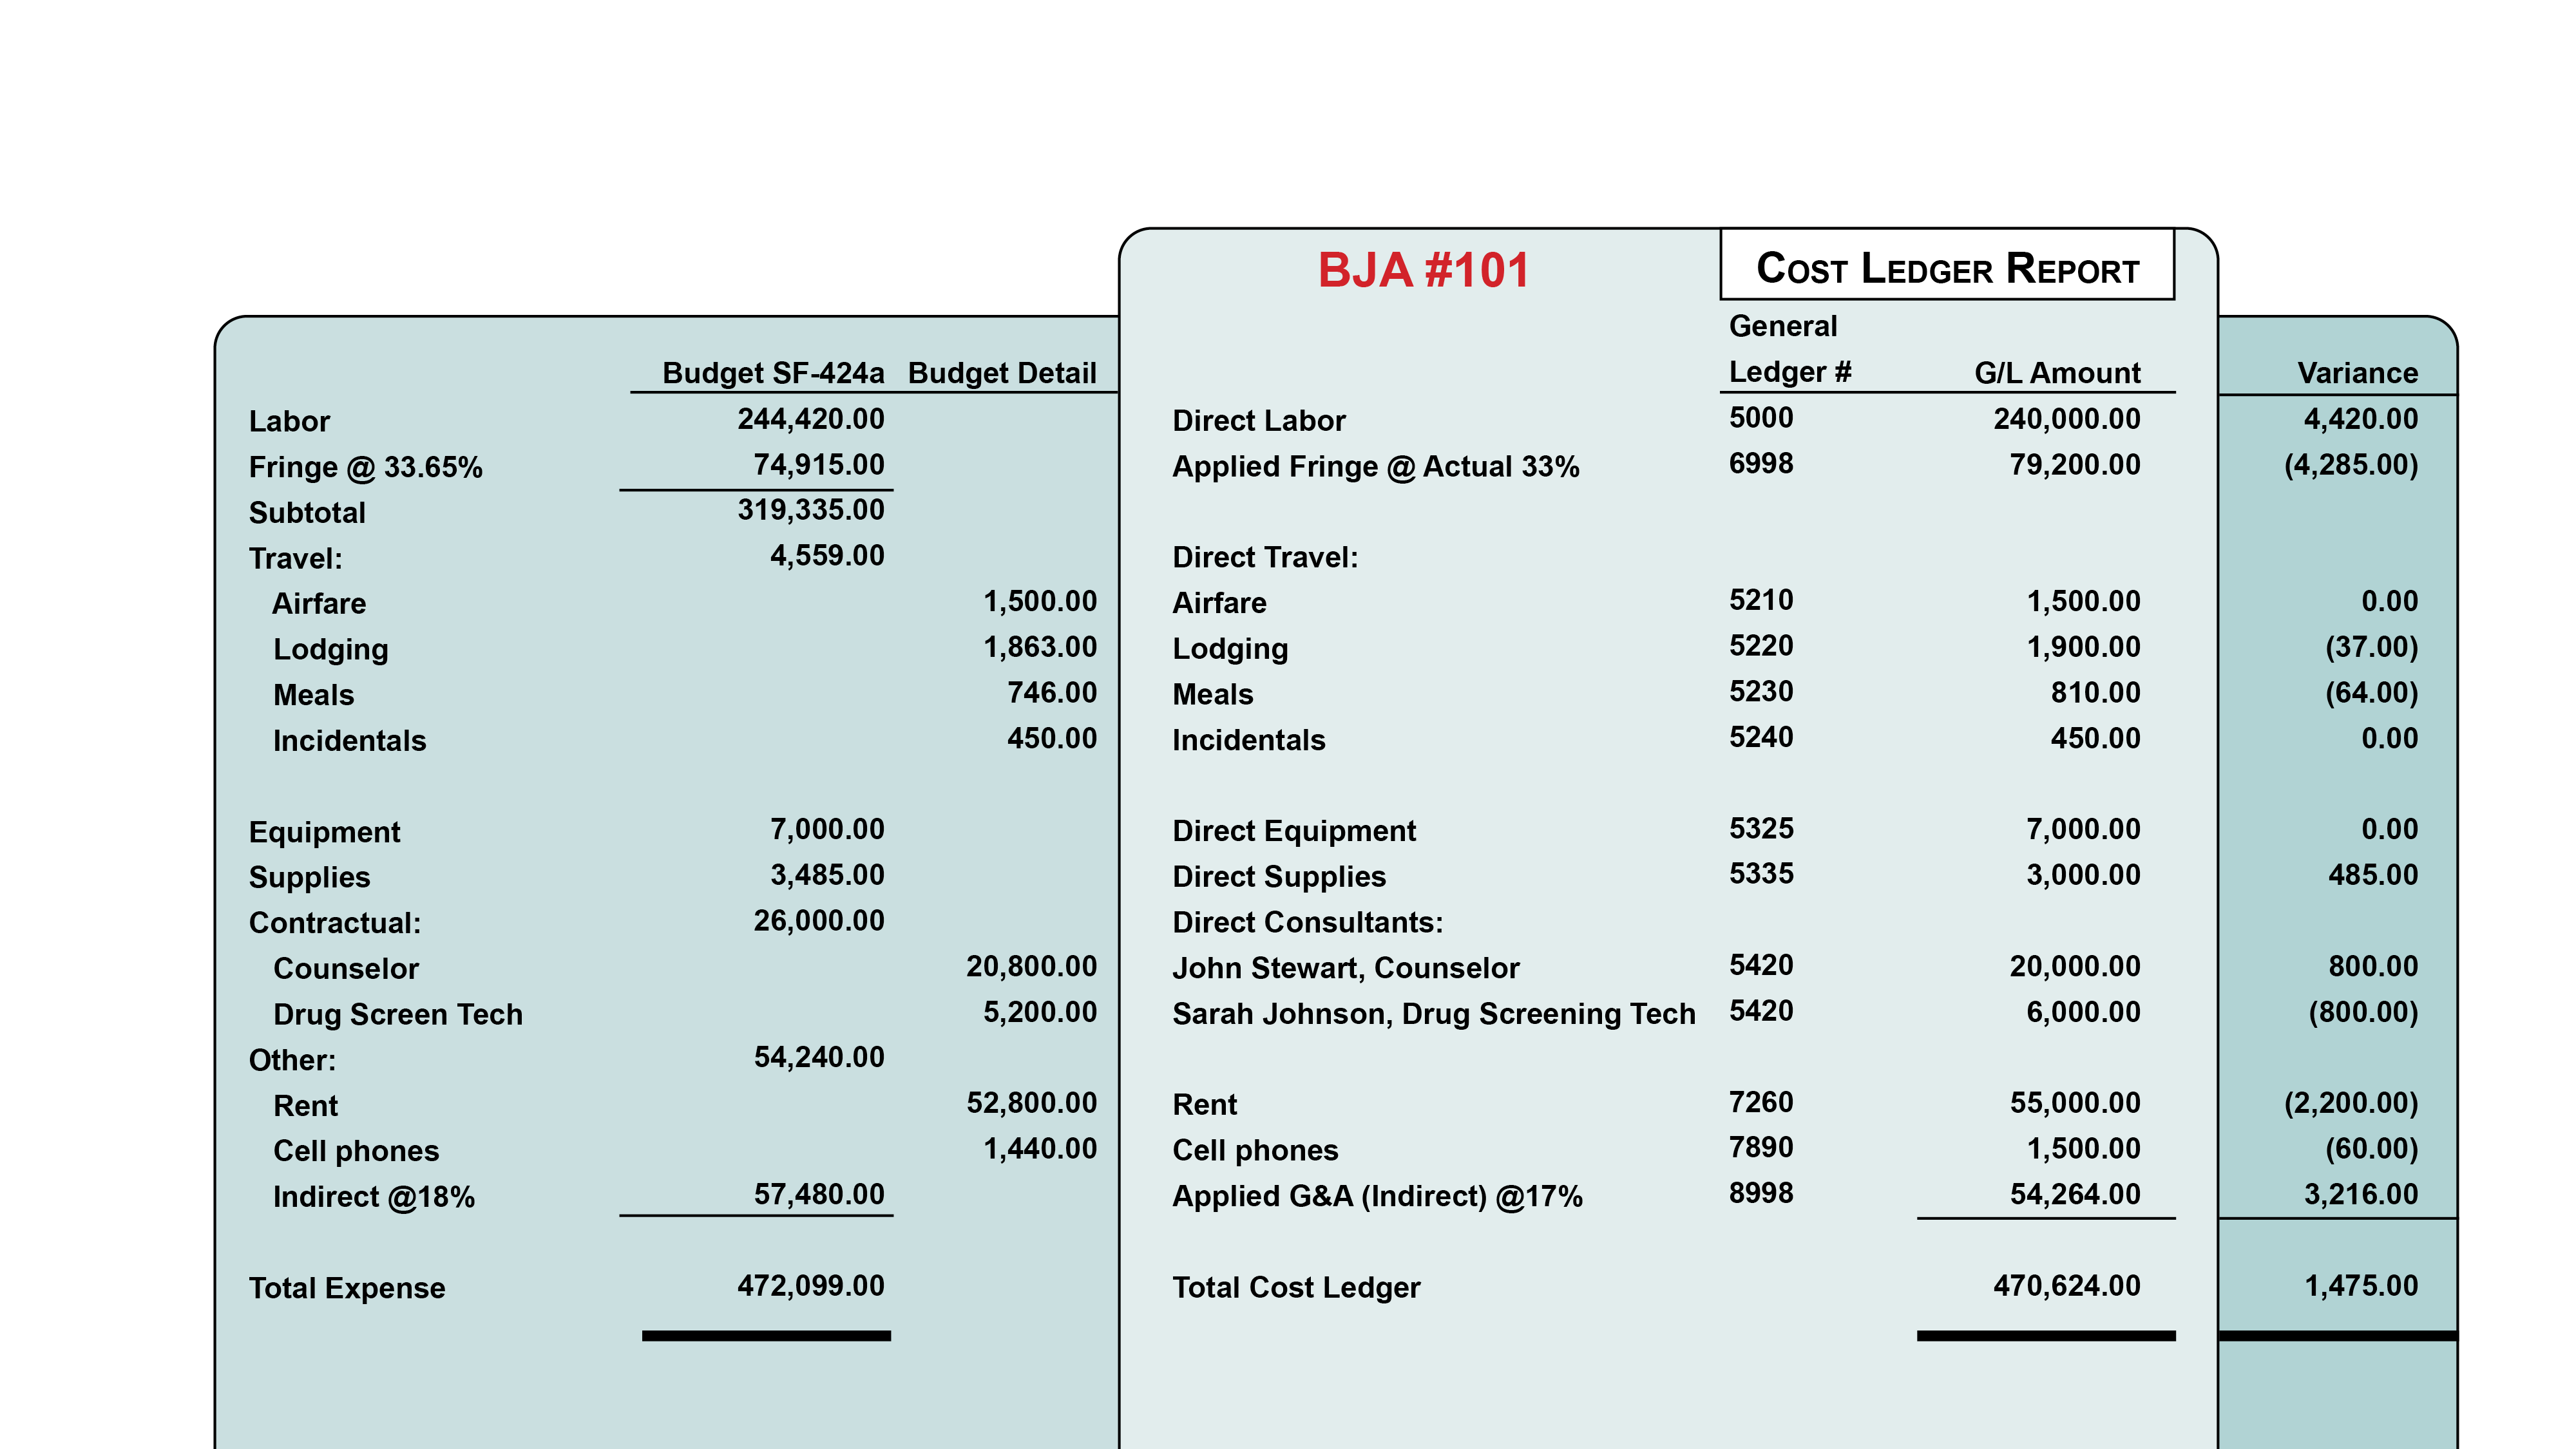 BJA #101 COST LEDGER REPORT
General
Budget SF-424a Budget Detail Ledger # G/L Amount Variance
Labor 244,420.00 Direct Labor 5000 240,000.00 4,420.00
Fringe @ 33.65% 74,915.00 Applied Fringe @ Actual 33% 6998 79,200.00 (4,285.00)
Subtotal 319,335.00
Travel: 4,559.00 Direct Travel:
Airfare 1,500.00 Airfare 5210 1,500.00 0.00
Lodging 1,863.00 Lodging 5220 1,900.00 (37.00)
Meals 746.00 Meals 5230 810.00 (64.00)
Incidentals 450.00 Incidentals 5240 450.00 0.00
Equipment 7,000.00 Direct Equipment 5325 7,000.00 0.00
Supplies 3,485.00 Direct Supplies 5335 3,000.00 485.00
Contractual: 26,000.00 Direct Consultants:
Counselor 20,800.00 John Stewart, Counselor 5420 20,000.00 800.00
Drug Screen Tech 5,200.00 Sarah Johnson, Drug Screening Tech 5420 6,000.00 (800.00)
Other: 54,240.00
Rent 52,800.00 Rent 7260 55,000.00 (2,200.00)
Cell phones 1,440.00 Cell phones 7890 1,500.00 (60.00)
Indirect @18% 57,480.00 Applied G&A (Indirect) @17% 8998 54,264.00 3,216.00
Total Expense 472,099.00 Total Cost Ledger 470,624.00 1,475.00